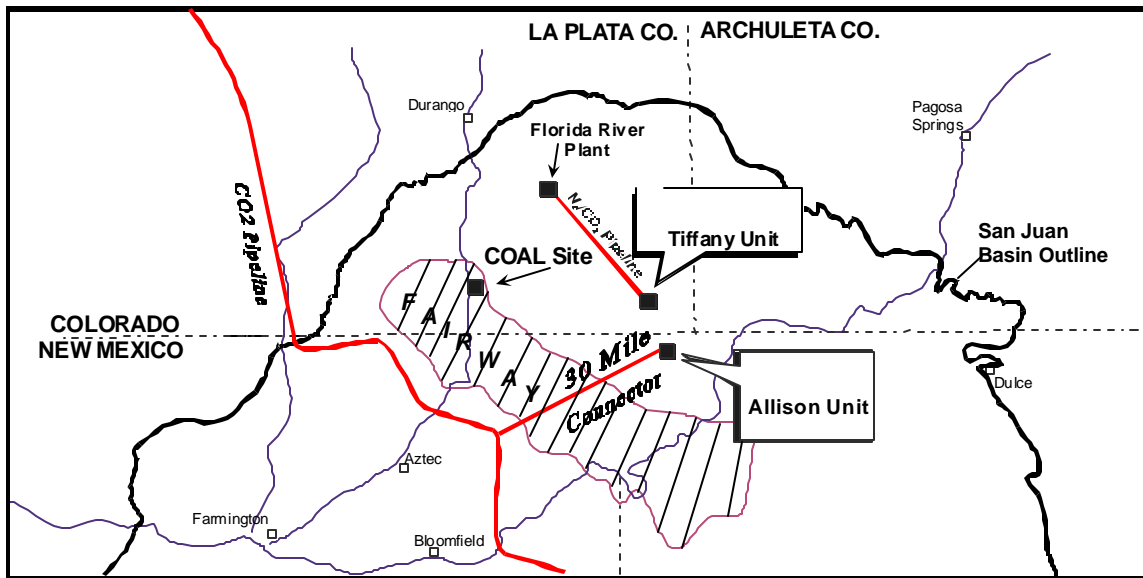 LA PLATA CO.
ARCHULETA CO.
Durango
Pagosa
Springs
Florida River
Plant
CO2 Pipeline
N₂/CO₂ Pipeline
Tiffany Unit
San Juan
Basin Outline
COAL Site
FAIRWAY
COLORADO
NEW MEXICO
30 Mile
Connector
Dulce
Allison Unit
Aztec
Farmington
Bloomfield